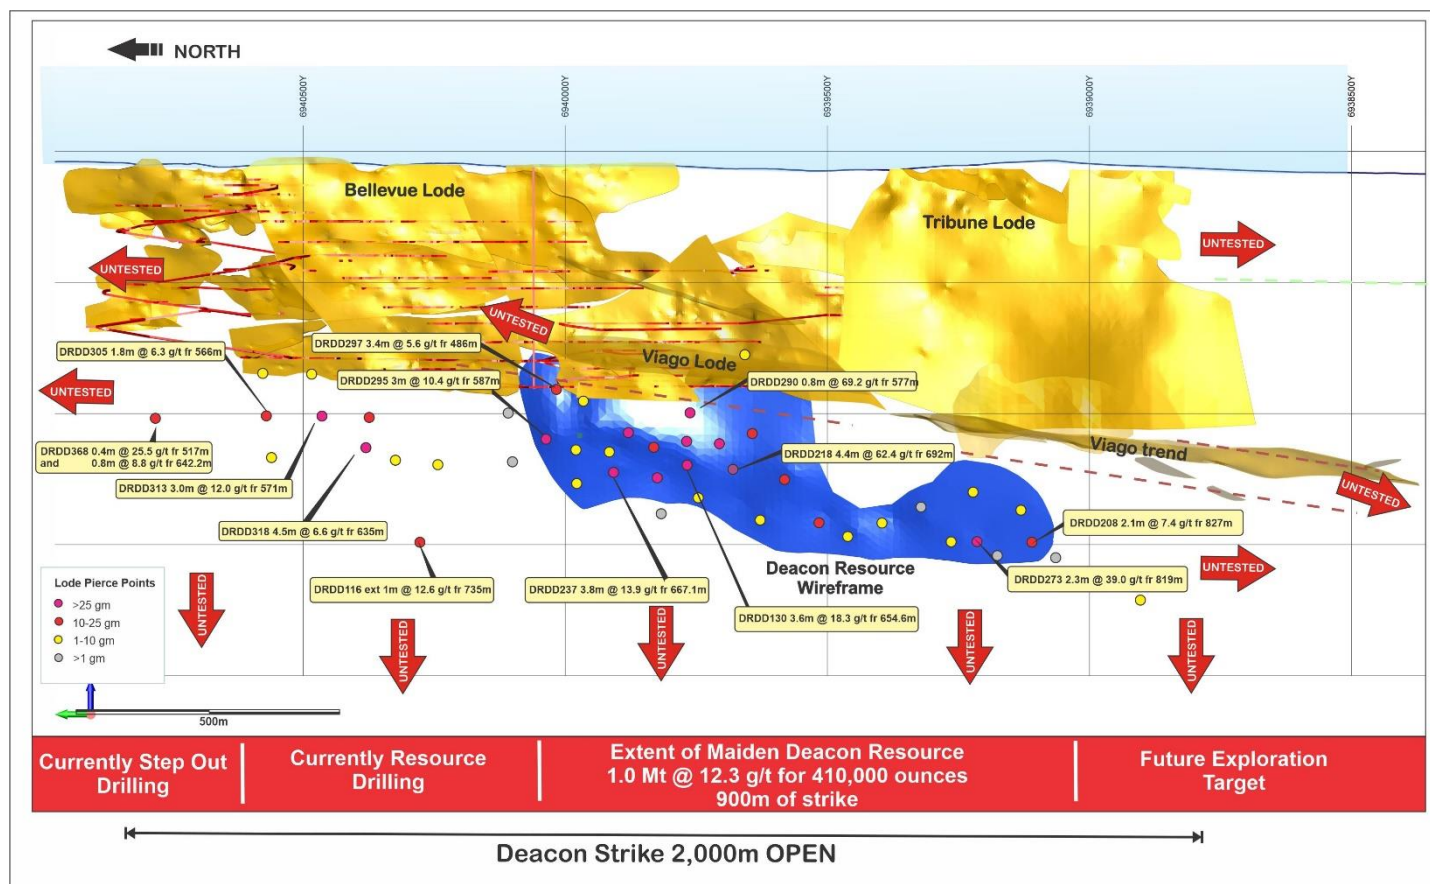 NORTH
6940500Y
6940000Y
6939500Y
6939000Y
6938500Y
Bellevue Lode
Tribune Lode
UNTESTED
UNTESTED
UNTESTED
DRDD305 1.8m @ 6.3 g/t fr 566m
DRDD297 3.4m @ 5.6 g/t fr 486m
Viago Lode
DRDD295 3m @ 10.4 g/t fr 587m
DRDD290 0.8m @ 69.2 g/t fr 577m
UNTESTED
DRDD368 0.4m @ 25.5 g/t fr 517m
and 0.8m @ 8.8 g/t fr 642.2m
DRDD218 4.4m @ 62.4 g/t fr 692m
Viago trend
DRDD313 3.0m @ 12.0 g/t fr 571m
UNTESTED
DRDD318 4.5m @ 6.6 g/t fr 635m
DRDD208 2.1m @ 7.4 g/t fr 827m
Deacon Resource
Wireframe
UNTESTED
DRDD116 ext 1m @ 12.6 g/t fr 735m
DRDD237 3.8m @ 13.9 g/t fr 667.1m
DRDD273 2.3m @ 39.0 g/t fr 819m
DRDD130 3.6m @ 18.3 g/t fr 654.6m
Lode Pierce Points
>25 gm
10-25 gm
1-10 gm
>1 gm
UNTESTED
UNTESTED
UNTESTED
UNTESTED
UNTESTED
500m
Currently Step Out
Drilling
Currently Resource
Drilling
Extent of Maiden Deacon Resource
1.0 Mt @ 12.3 g/t for 410,000 ounces
900m of strike
Future Exploration
Target
Deacon Strike 2,000m OPEN